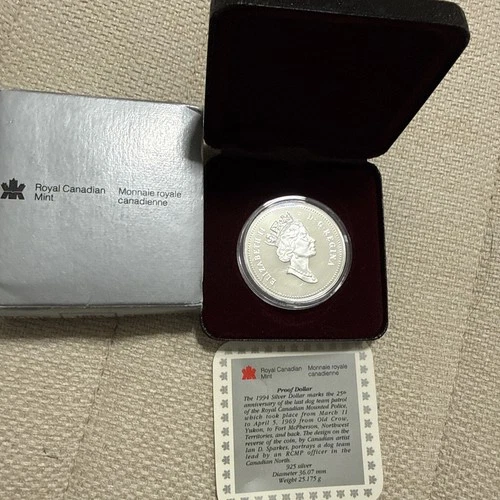 Royal Canadian Mint
Monnaie royale canadienne
ELIZABETH II D·G·REGINA
Royal Canadian Mint
Monnaie royale canadienne
Proof Dollar
The 1994 Silver Dollar marks the 25th
anniversary of the last dog team patrol
of the Royal Canadian Mounted Police,
which took place from March 11
to April 5, 1969 from Old Crow,
Yukon, to Fort McPherson, Northwest
Territories, and back. The design on the
reverse of the coin, by Canadian artist
Ian D. Sparkes, portrays a dog team
lead by an RCMP officer in the
Canadian North.
.925 silver
Diameter 36.07 mm
Weight 25.175 g